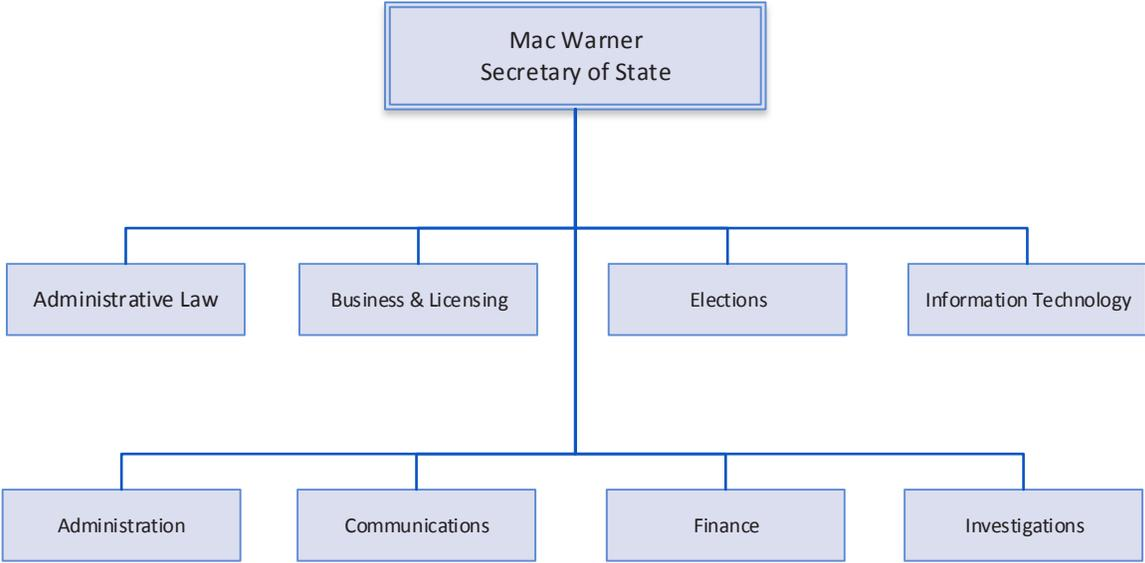 Mac Warner
Secretary of State
Administrative Law
Business & Licensing
Elections
Information Technology
Administration
Communications
Finance
Investigations